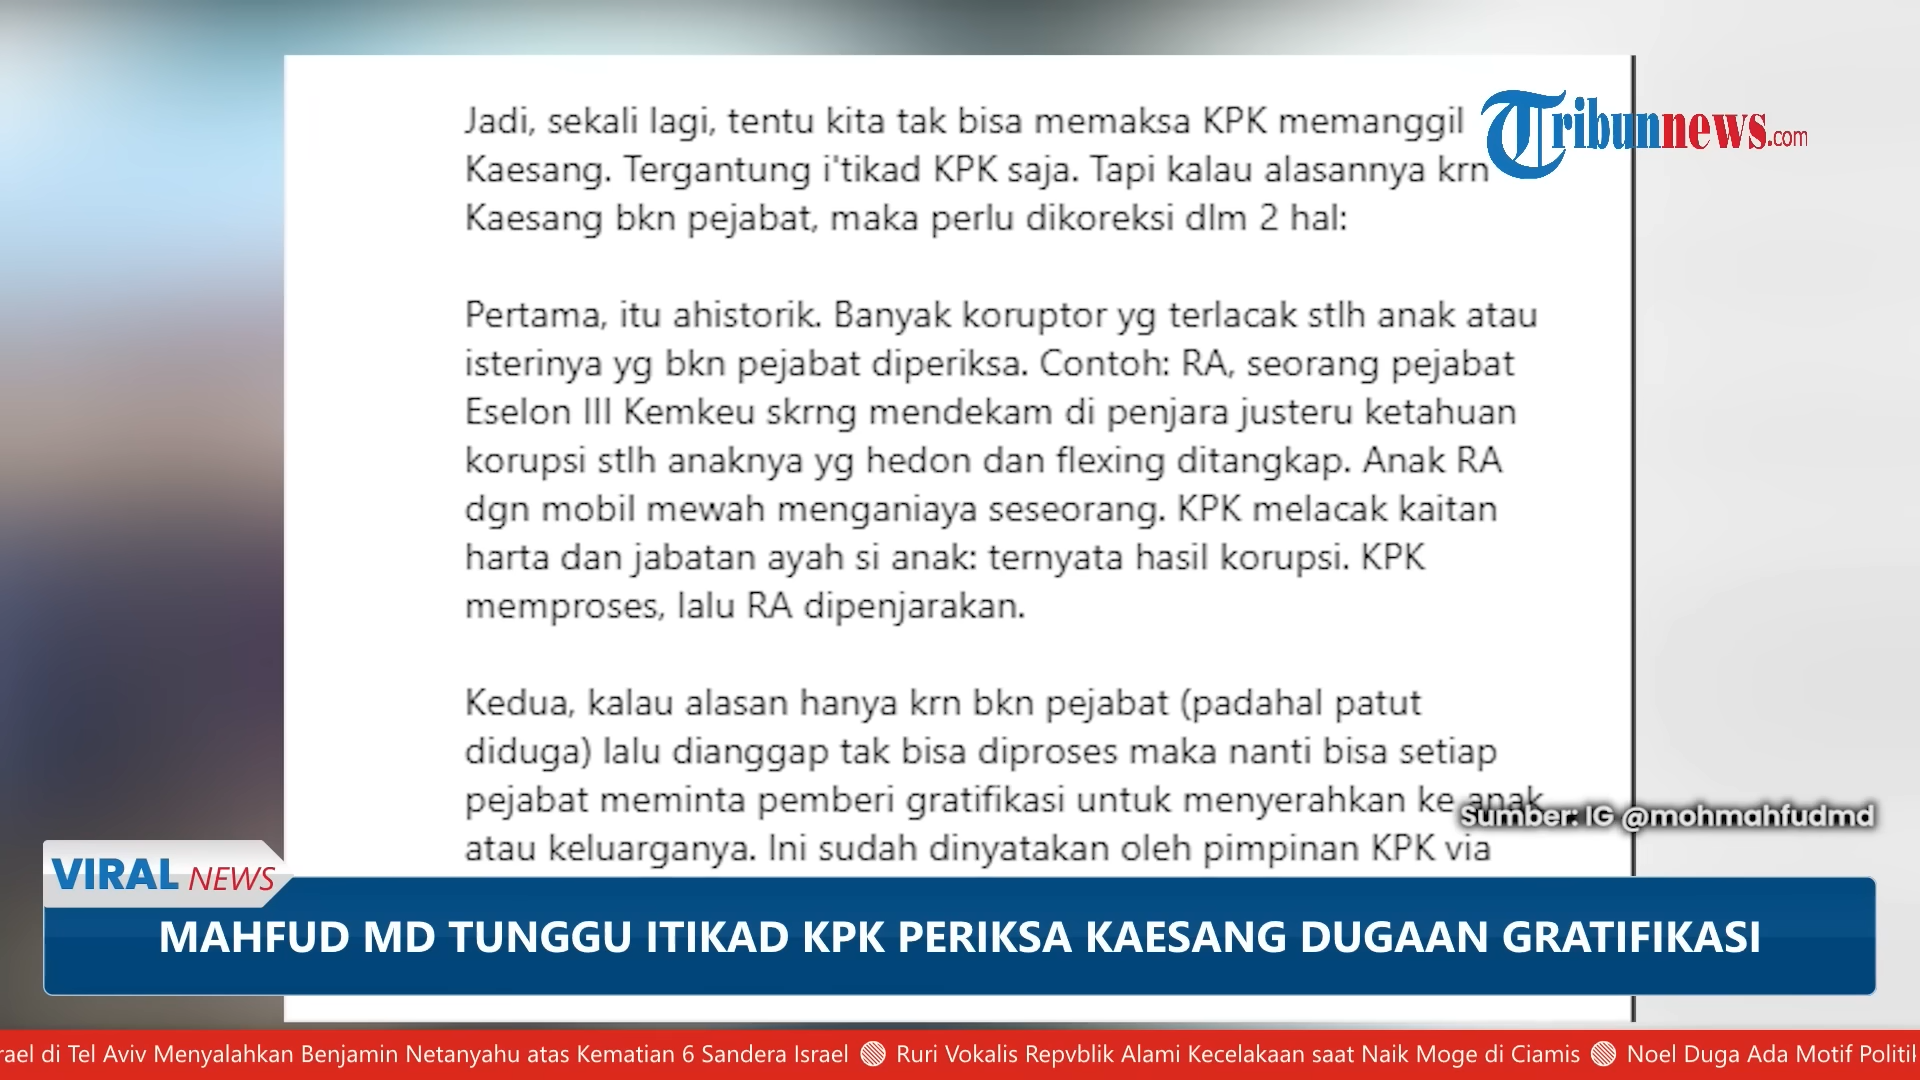 Jadi, sekali lagi, tentu kita tak bisa memaksa KPK memanggil
Kaesang. Tergantung i'tikad KPK saja. Tapi kalau alasannya krn
Kaesang bkn pejabat, maka perlu dikoreksi dlm 2 hal:
Tribunnews.com
Pertama, itu ahistorik. Banyak koruptor yg terlacak stlh anak atau
isterinya yg bkn pejabat diperiksa. Contoh: RA, seorang pejabat
Eselon III Kemkeu skrng mendekam di penjara justeru ketahuan
korupsi stlh anaknya yg hedon dan flexing ditangkap. Anak RA
dgn mobil mewah menganiaya seseorang. KPK melacak kaitan
harta dan jabatan ayah si anak: ternyata hasil korupsi. KPK
memproses, lalu RA dipenjarakan.
Kedua, kalau alasan hanya krn bkn pejabat (padahal patut
diduga) lalu dianggap tak bisa diproses maka nanti bisa setiap
pejabat meminta pemberi gratifikasi untuk menyerahkan ke anak
atau keluarganya. Ini sudah dinyatakan oleh pimpinan KPK via
Sumber: IG @mohmahfudmd
VIRAL NEWS
MAHFUD MD TUNGGU ITIKAD KPK PERIKSA KAESANG DUGAAN GRATIFIKASI
rael di Tel Aviv Menyalahkan Benjamin Netanyahu atas Kematian 6 Sandera Israel Ruri Vokalis Repvblik Alami Kecelakaan saat Naik Moge di Ciamis Noel Duga Ada Motif Politik